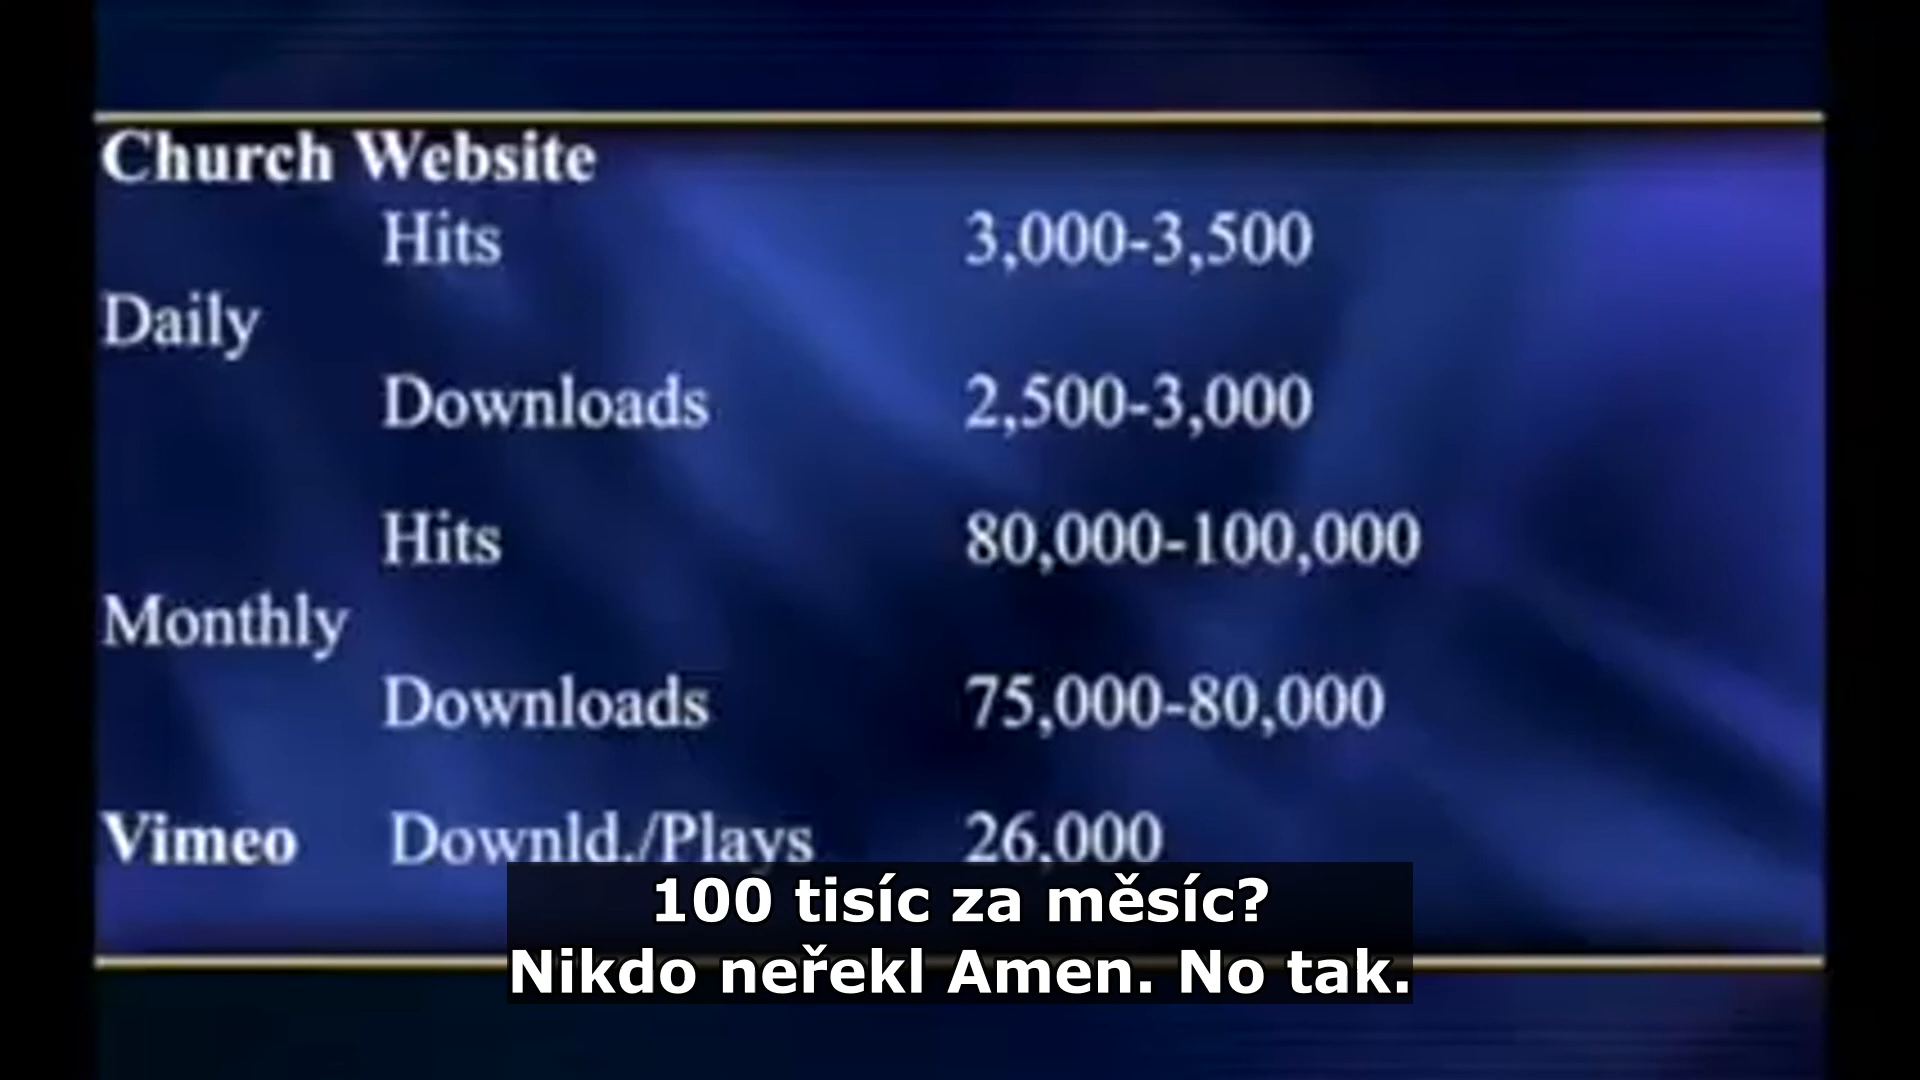 Church Website
Hits 3,000-3,500
Daily
Downloads 2,500-3,000
Hits 80,000-100,000
Monthly
Downloads 75,000-80,000
Vimeo Downld./Plays 26,000
100 tisíc za měsíc?
Nikdo neřekl Amen. No tak.